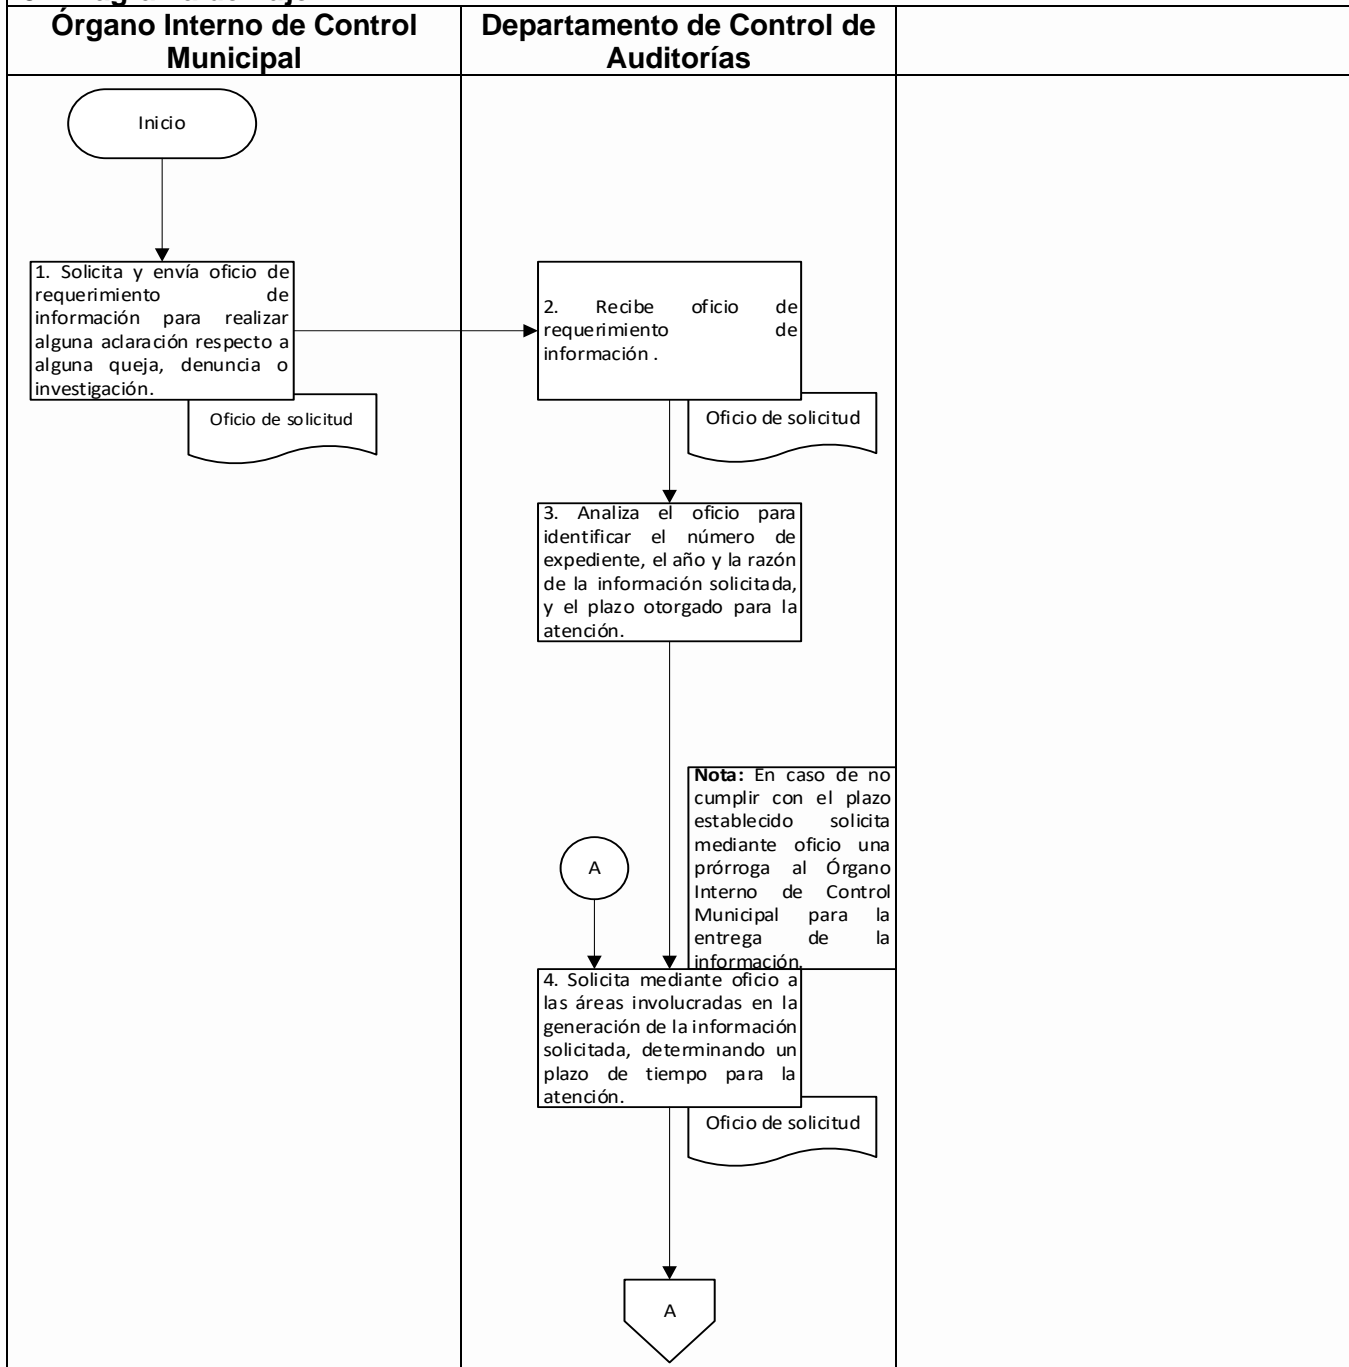 Órgano Interno de Control
Municipal
Departamento de Control de
Auditorías
Inicio
1. Solicita y envía oficio de
requerimiento de
información para realizar
alguna aclaración respecto a
alguna queja, denuncia o
investigación.
Oficio de solicitud
2. Recibe oficio de
requerimiento de
información .
Oficio de solicitud
3. Analiza el oficio para
identificar el número de
expediente, el año y la razón
de la información solicitada,
y el plazo otorgado para la
atención.
Nota: En caso de no
cumplir con el plazo
establecido solicita
mediante oficio una
prórroga al Órgano
Interno de Control
Municipal para la
entrega de la
información.
A
4. Solicita mediante oficio a
las áreas involucradas en la
generación de la información
solicitada, determinando un
plazo de tiempo para la
atención.
Oficio de solicitud
A